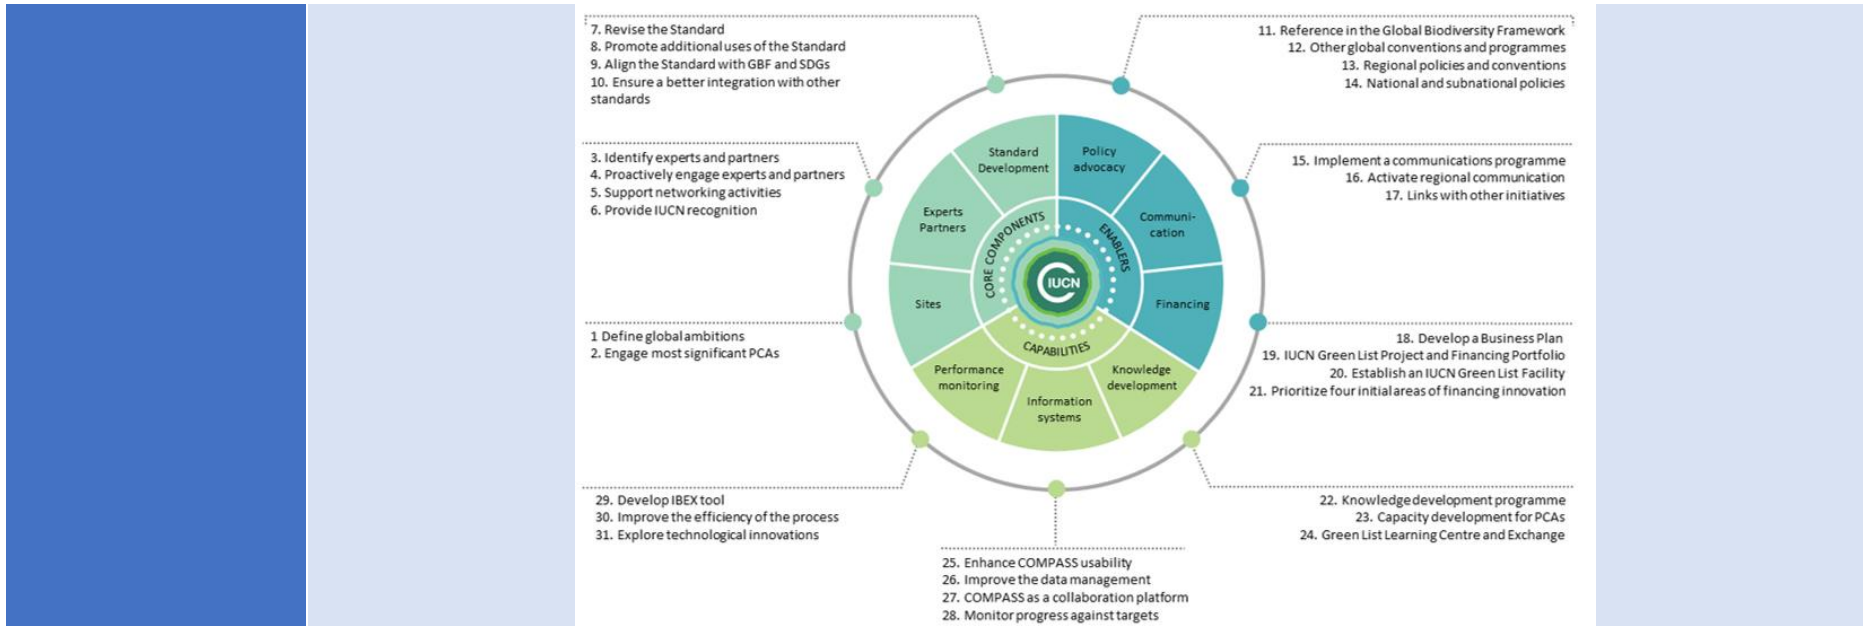 7. Revise the Standard
8. Promote additional uses of the Standard
9. Align the Standard with GBF and SDGs
10. Ensure a better integration with other
standards
11. Reference in the Global Biodiversity Framework
12. Other global conventions and programmes
13. Regional policies and conventions
14. National and subnational policies
3. Identify experts and partners
4. Proactively engage experts and partners
5. Support networking activities
6. Provide IUCN recognition
15. Implement a communications programme
16. Activate regional communication
17. Links with other initiatives
Standard
Development
Policy
advocacy
Experts
Partners
Communi-
cation
CORE COMPONENTS
ENABLERS
IUCN
Sites
Financing
CAPABILITIES
Performance
monitoring
Information
systems
Knowledge
development
1 Define global ambitions
2. Engage most significant PCAs
18. Develop a Business Plan
19. IUCN Green List Project and Financing Portfolio
20. Establish an IUCN Green List Facility
21. Prioritize four initial areas of financing innovation
29. Develop IBEX tool
30. Improve the efficiency of the process
31. Explore technological innovations
22. Knowledge development programme
23. Capacity development for PCAs
24. Green List Learning Centre and Exchange
25. Enhance COMPASS usability
26. Improve the data management
27. COMPASS as a collaboration platform
28. Monitor progress against targets